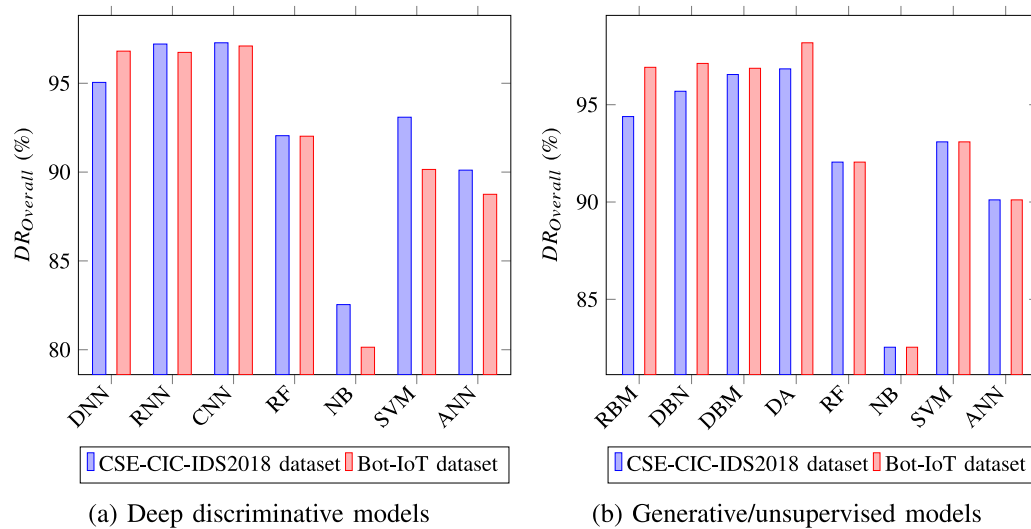 DR_Overall (%)
95
90
85
80
DNN
RNN
CNN
RF
NB
SVM
ANN
CSE-CIC-IDS2018 dataset
Bot-IoT dataset
(a) Deep discriminative models
DR_Overall (%)
95
90
85
RBM
DBN
DBM
DA
RF
NB
SVM
ANN
CSE-CIC-IDS2018 dataset
Bot-IoT dataset
(b) Generative/unsupervised models